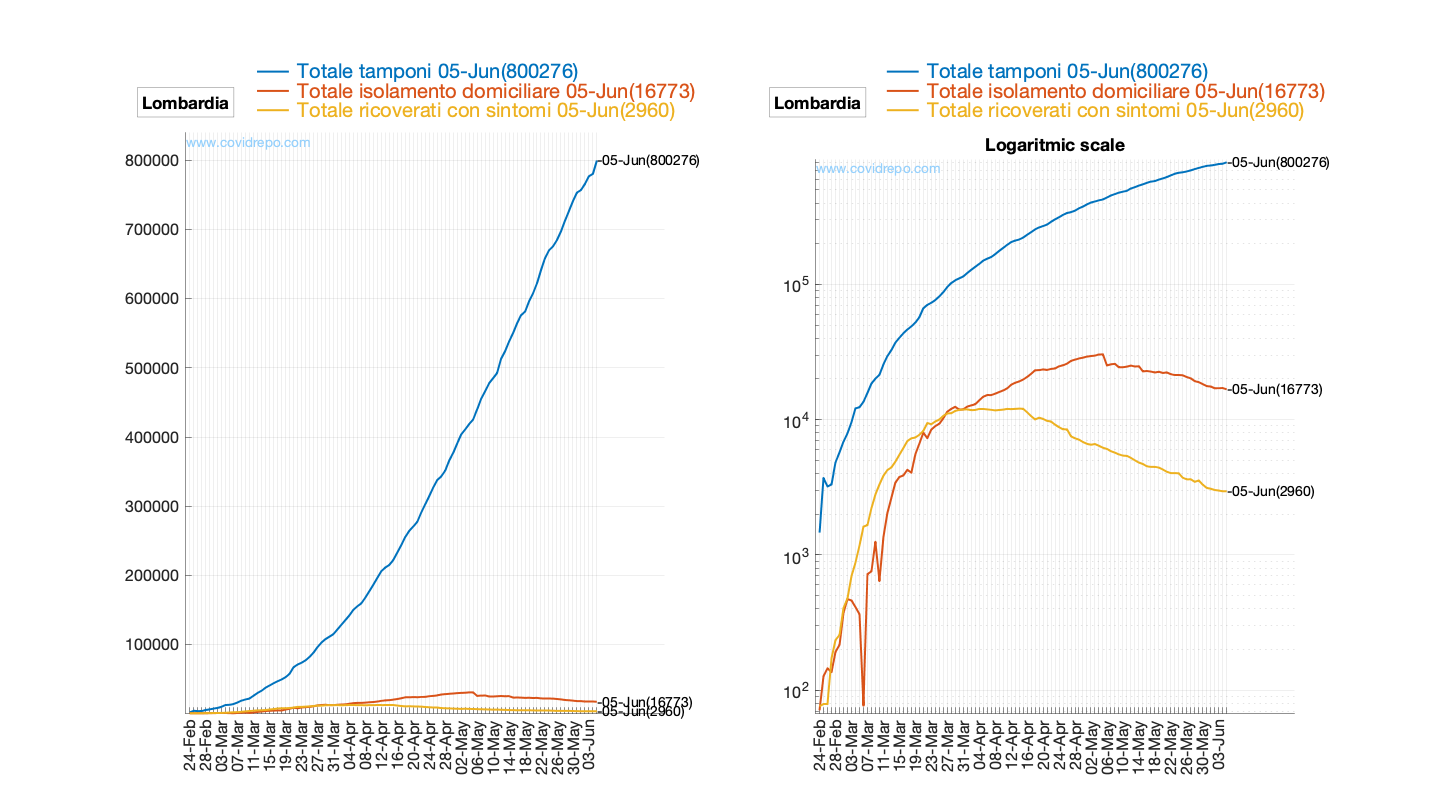 Totale tamponi 05-Jun(800276)
Totale isolamento domiciliare 05-Jun(16773)
Totale ricoverati con sintomi 05-Jun(2960)
Lombardia
www.covidrepo.com
800000
700000
600000
500000
400000
300000
200000
100000
05-Jun(800276)
05-Jun(16773)
05-Jun(2960)
24-Feb
28-Feb
03-Mar
07-Mar
11-Mar
15-Mar
19-Mar
23-Mar
27-Mar
31-Mar
04-Apr
08-Apr
12-Apr
16-Apr
20-Apr
24-Apr
28-Apr
02-May
06-May
10-May
14-May
18-May
22-May
26-May
30-May
03-Jun
Totale tamponi 05-Jun(800276)
Totale isolamento domiciliare 05-Jun(16773)
Totale ricoverati con sintomi 05-Jun(2960)
Lombardia
Logaritmic scale
www.covidrepo.com
10^5
10^4
10^3
10^2
05-Jun(800276)
05-Jun(16773)
05-Jun(2960)
24-Feb
28-Feb
03-Mar
07-Mar
11-Mar
15-Mar
19-Mar
23-Mar
27-Mar
31-Mar
04-Apr
08-Apr
12-Apr
16-Apr
20-Apr
24-Apr
28-Apr
02-May
06-May
10-May
14-May
18-May
22-May
26-May
30-May
03-Jun